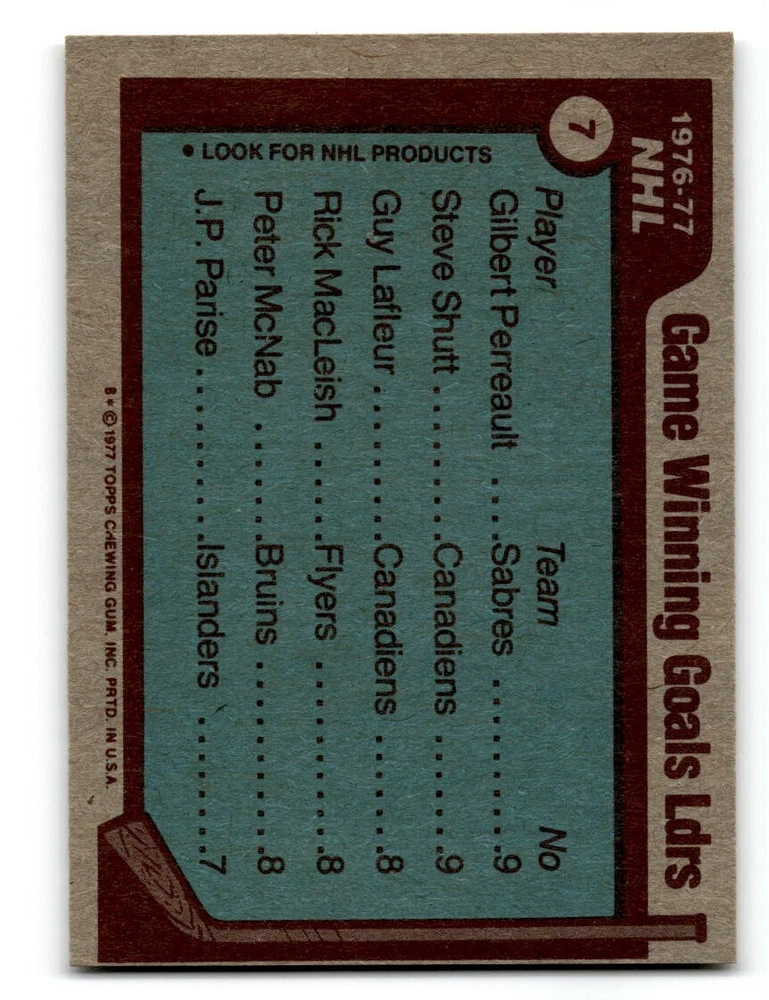 7
1976-77
NHL
Game Winning Goals Ldrs
Player Team No
Gilbert Perreault ....Sabres ..........9
Steve Shutt .........Canadiens .......9
Guy Lafleur ..........Canadiens .......8
Rick MacLeish ......Flyers ............8
Peter McNab ........Bruins ............8
J.P. Parise ............Islanders .........7
• LOOK FOR NHL PRODUCTS
B * © 1977 TOPPS CHEWING GUM, INC. PRTD. IN U.S.A.